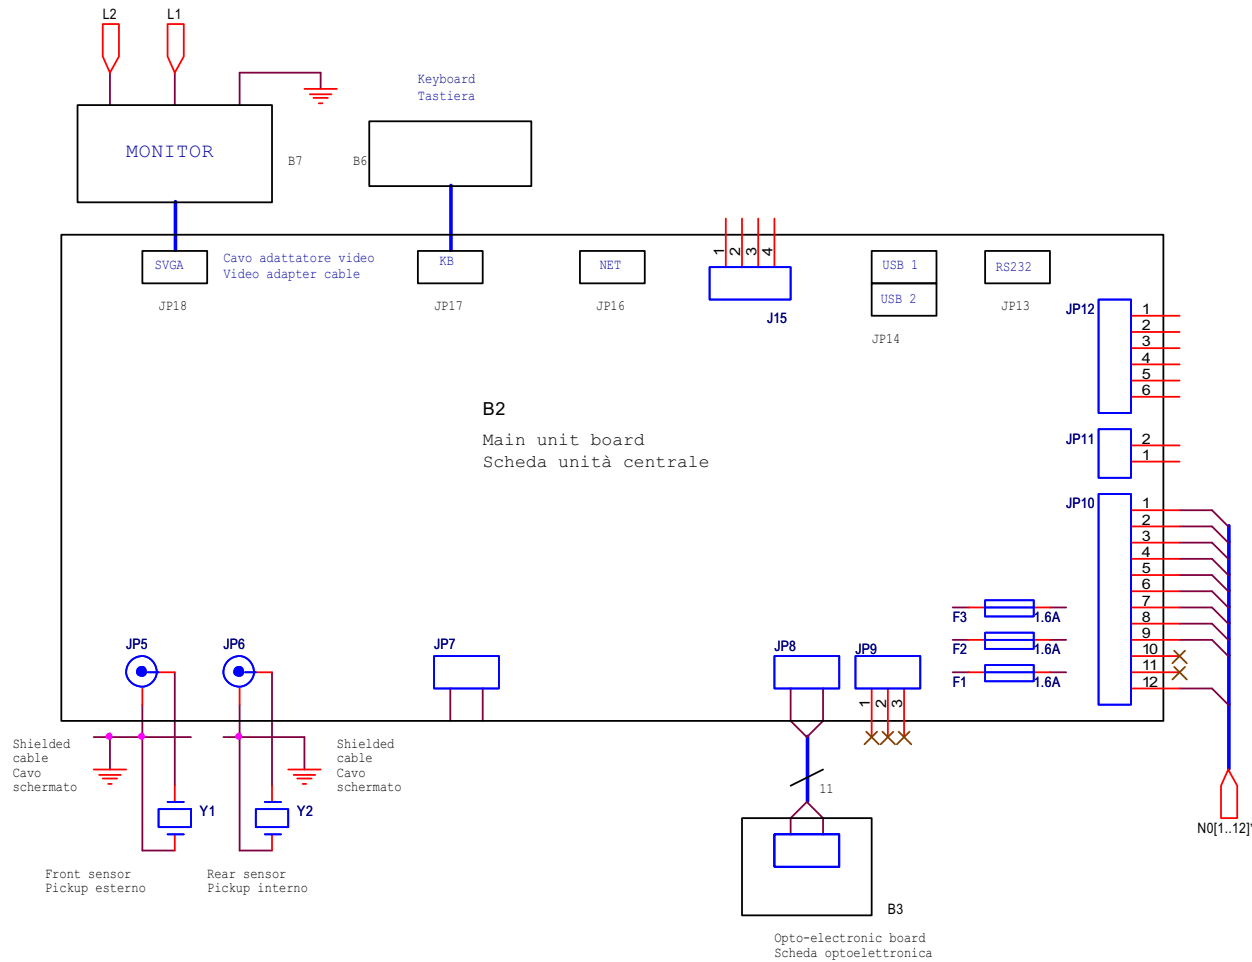 L2
L1
Keyboard
Tastiera
MONITOR
B7
B6
SVGA
Cavo adattatore video
Video adapter cable
JP18
KB
JP17
NET
JP16
1
2
3
4
J15
USB 1
USB 2
JP14
RS232
JP13
JP12
1
2
3
4
5
6
B2
Main unit board
Scheda unità centrale
JP11
2
1
JP10
1
2
3
4
5
6
7
8
9
10
11
12
F3
1.6A
F2
1.6A
F1
1.6A
JP5
JP6
JP7
JP8
JP9
1
2
3
Shielded
cable
Cavo
schermato
Shielded
cable
Cavo
schermato
Y1
Y2
11
N0[1..12]'
Front sensor
Pickup esterno
Rear sensor
Pickup interno
B3
Opto-electronic board
Scheda optoelettronica